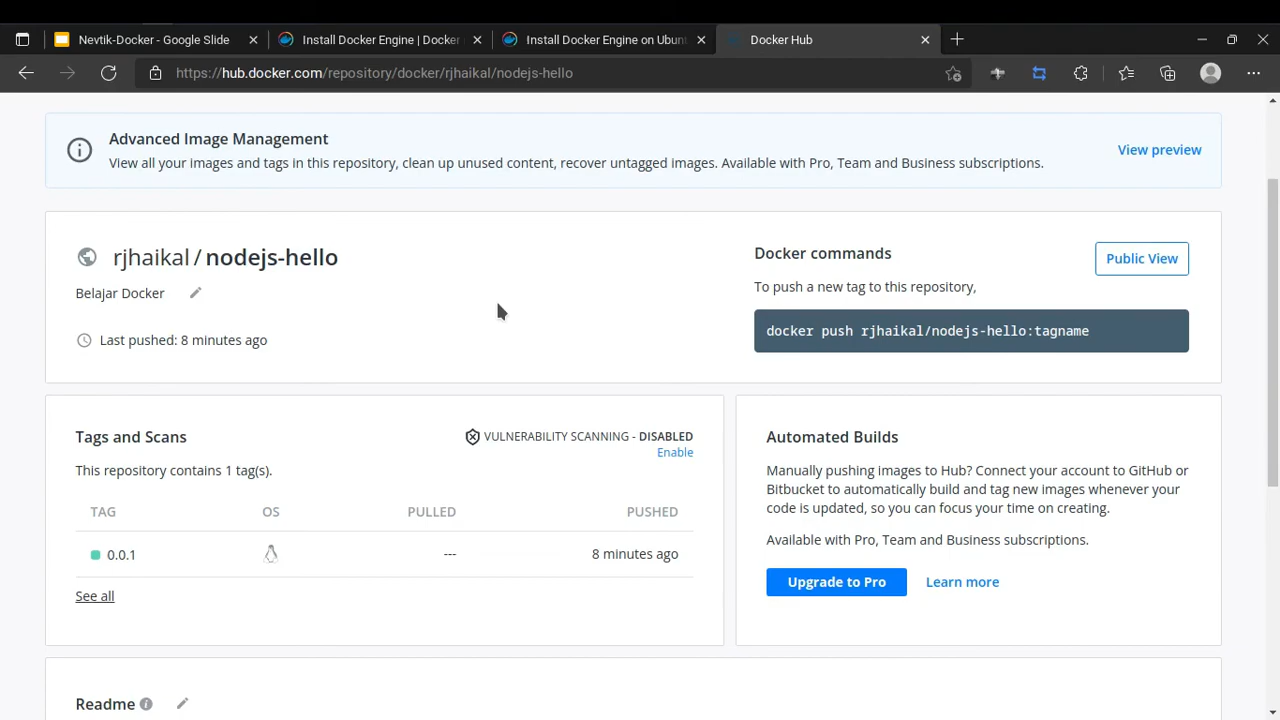 Nevtik-Docker - Google Slide
Install Docker Engine | Docker
Install Docker Engine on Ubun
Docker Hub
https://hub.docker.com/repository/docker/rjhaikal/nodejs-hello
Advanced Image Management
View all your images and tags in this repository, clean up unused content, recover untagged images. Available with Pro, Team and Business subscriptions.
View preview
rjhaikal / nodejs-hello
Belajar Docker
Last pushed: 8 minutes ago
Docker commands
Public View
To push a new tag to this repository,
docker push rjhaikal/nodejs-hello:tagname
Tags and Scans
VULNERABILITY SCANNING - DISABLED
Enable
This repository contains 1 tag(s).
TAG OS PULLED PUSHED
0.0.1 --- 8 minutes ago
See all
Automated Builds
Manually pushing images to Hub? Connect your account to GitHub or
Bitbucket to automatically build and tag new images whenever your
code is updated, so you can focus your time on creating.
Available with Pro, Team and Business subscriptions.
Upgrade to Pro
Learn more
Readme